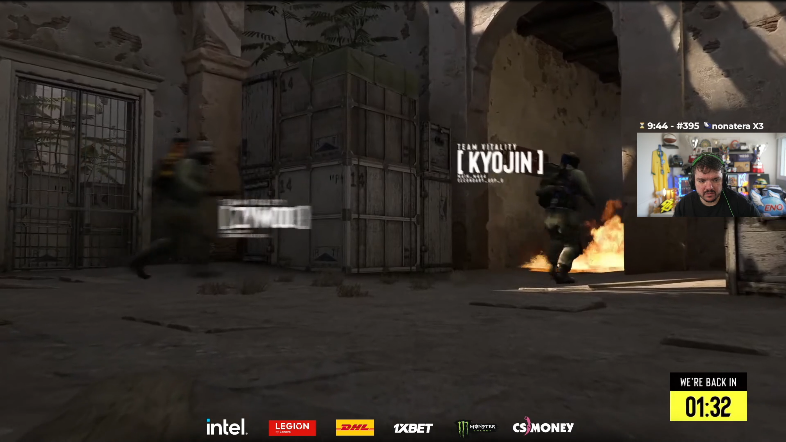 9:44 - #395 nonatera X3
TEAM VITALITY
[ KYOJIN ]
WE'RE BACK IN
01:32
intel.
LEGION
DHL
1XBET
MONSTER
CS MONEY